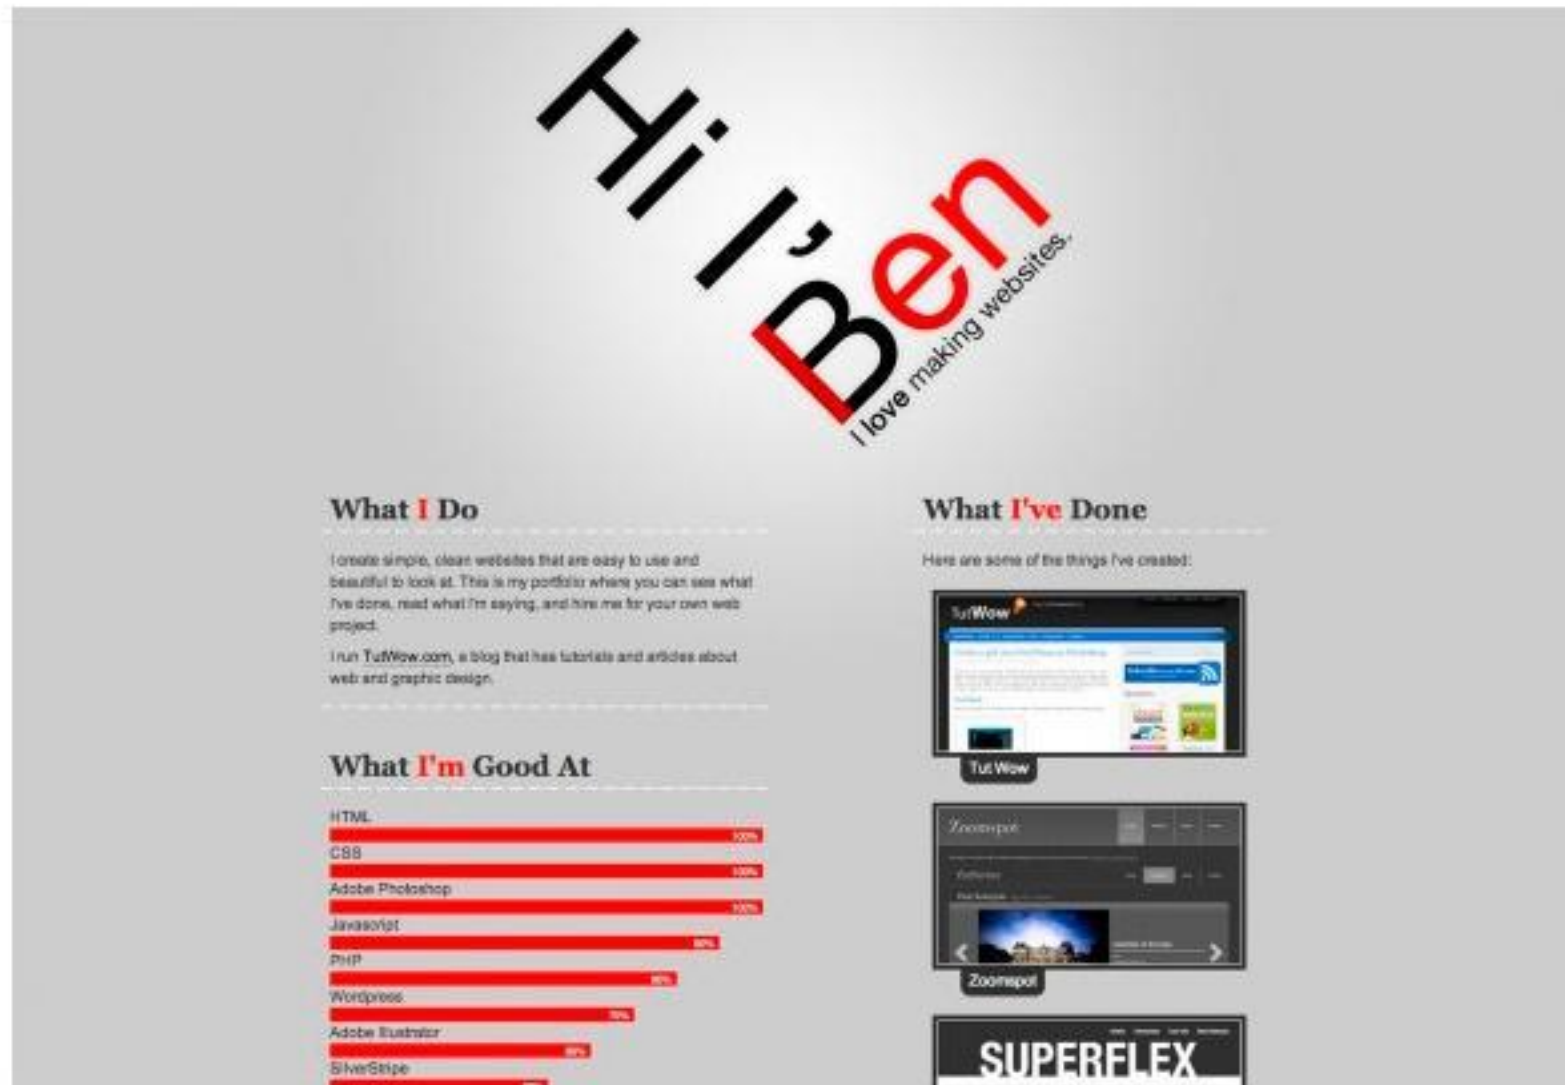 Hi I'
Ben
I love making websites.
What I Do
I create simple, clean websites that are easy to use and
beautiful to look at. This is my portfolio where you can see what
I've done, read what I'm saying, and hire me for your own web
project.
I run TutWow.com, a blog that has tutorials and articles about
web and graphic design.
What I'm Good At
HTML
100%
CSS
100%
Adobe Photoshop
100%
Javascript
90%
PHP
80%
Wordpress
70%
Adobe Illustrator
60%
SilverStripe
What I've Done
Here are some of the things I've created:
TutWow
Tut Wow
Zoomspot
Zoomspot
SUPERFLEX